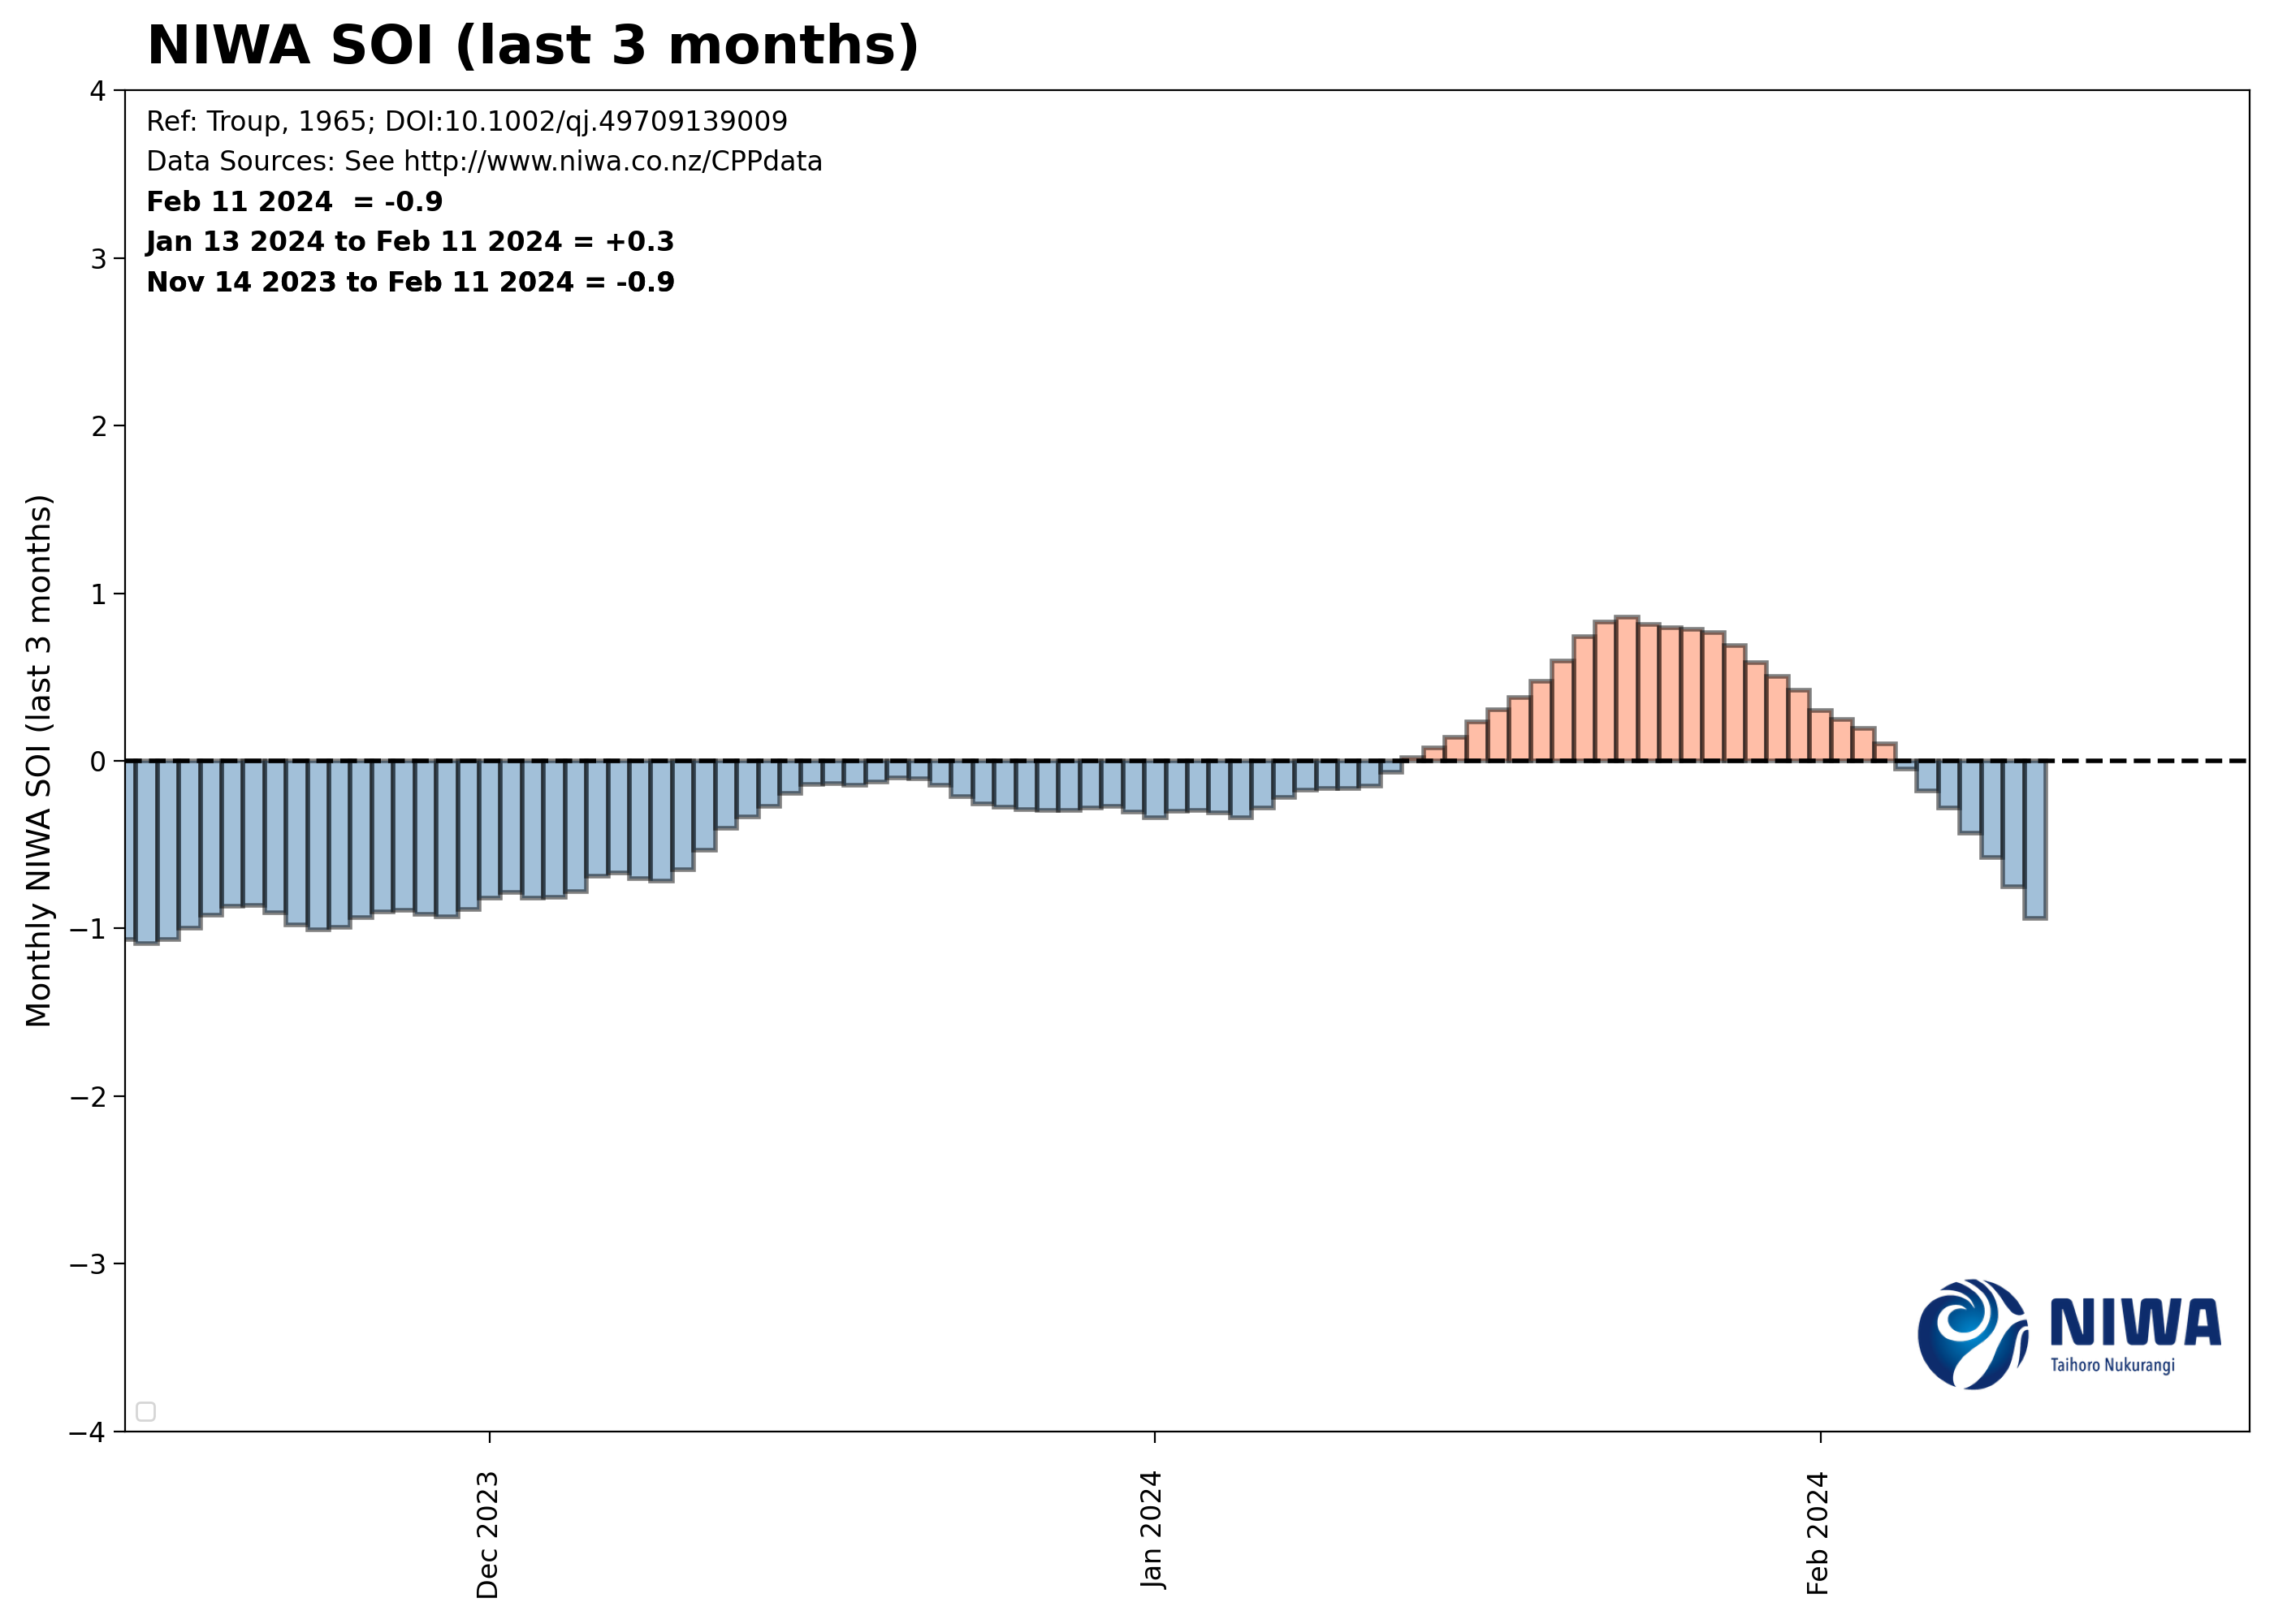 NIWA SOI (last 3 months)
Ref: Troup, 1965; DOI:10.1002/qj.49709139009
Data Sources: See http://www.niwa.co.nz/CPPdata
Feb 11 2024  = -0.9
Jan 13 2024 to Feb 11 2024 = +0.3
Nov 14 2023 to Feb 11 2024 = -0.9
Monthly NIWA SOI (last 3 months)
4
3
2
1
0
−1
−2
−3
−4
Dec 2023
Jan 2024
Feb 2024
NIWA
Taihoro Nukurangi